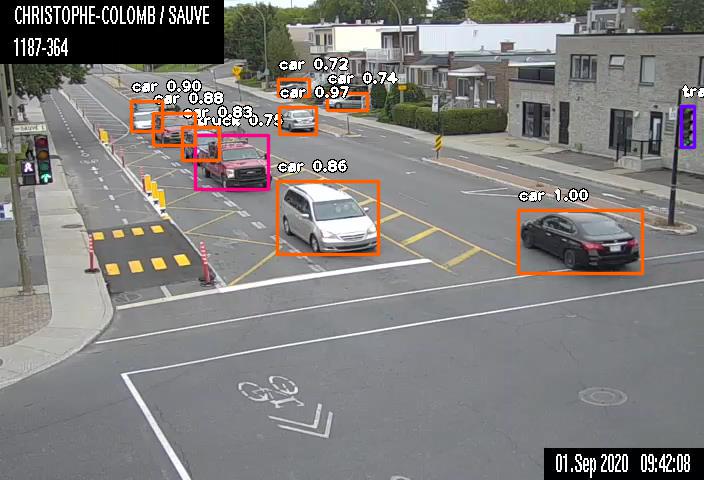 CHRISTOPHE-COLOMB / SAUVE
1187-364
car 0.72
car 0.74
car 0.90
car 0.88
car 0.97
car 0.83
truck 0.75
tra
car 0.86
car 1.00
SAUVE
01.Sep 2020 09:42:08